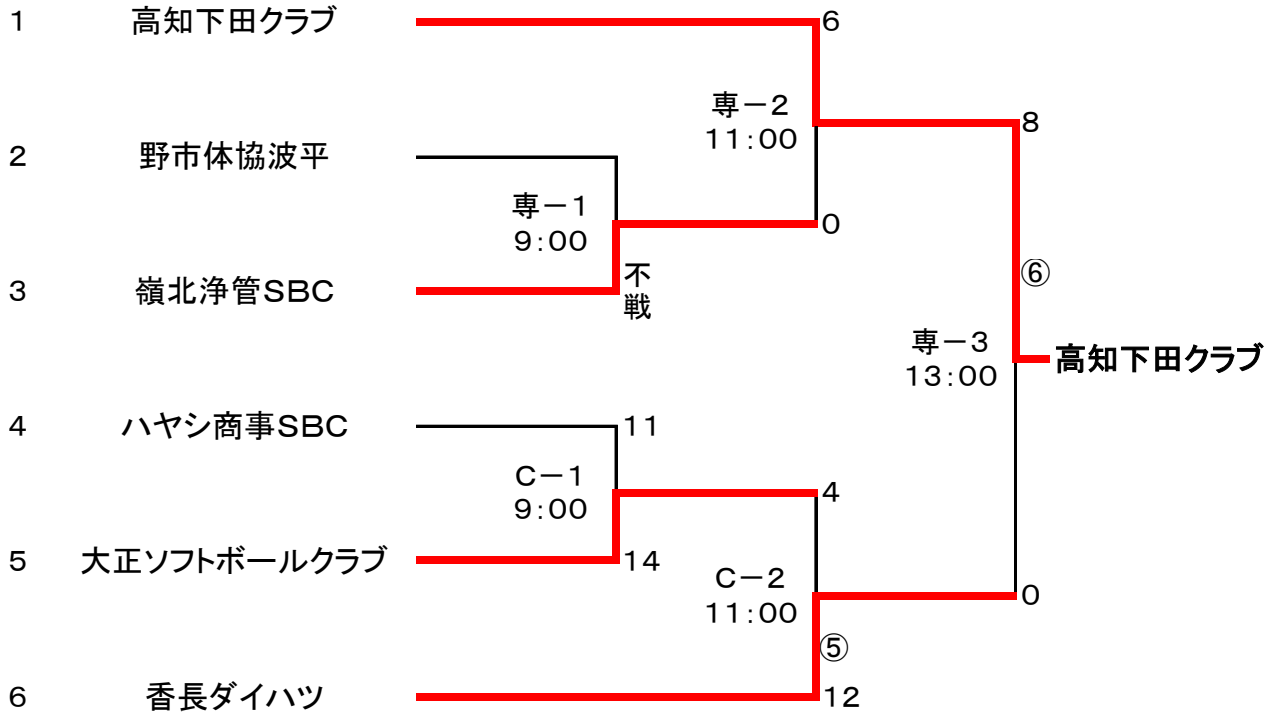 1 高知下田クラブ 6
専－2
11:00
8
2 野市体協波平
専－1
9:00
0
⑥
3 嶺北浄管SBC
不戦
専－3
13:00
高知下田クラブ
4 ハヤシ商事SBC 11
C－1
9:00
4
5 大正ソフトボールクラブ 14
C－2
11:00
0
⑤
6 香長ダイハツ 12